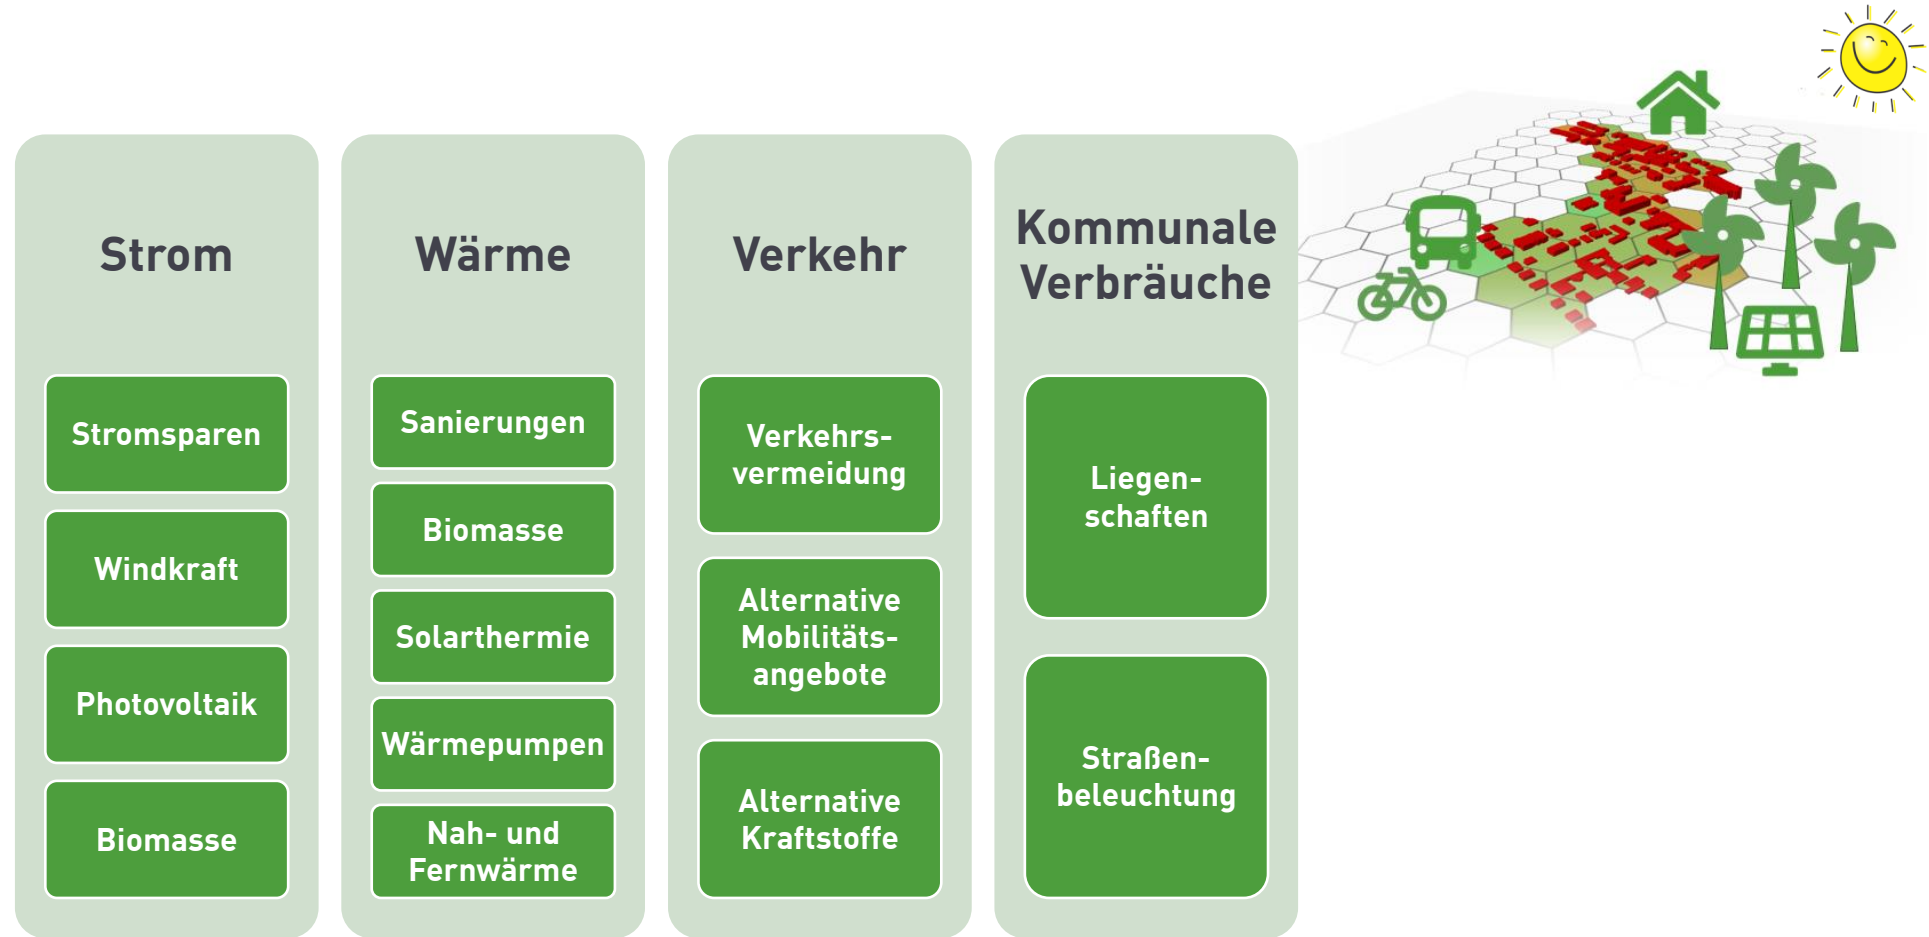 Strom
Stromsparen
Windkraft
Photovoltaik
Biomasse
Wärme
Sanierungen
Biomasse
Solarthermie
Wärmepumpen
Nah- und
Fernwärme
Verkehr
Verkehrs-
vermeidung
Alternative
Mobilitäts-
angebote
Alternative
Kraftstoffe
Kommunale
Verbräuche
Liegen-
schaften
Straßen-
beleuchtung